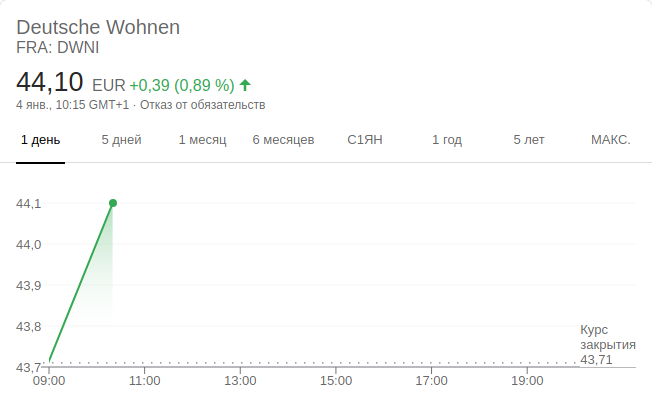 Deutsche Wohnen
FRA: DWNI
44,10 EUR +0,39 (0,89 %)
4 янв., 10:15 GMT+1 · Отказ от обязательств
1 день 5 дней 1 месяц 6 месяцев С1ЯН 1 год 5 лет МАКС.
44,1
44,0
43,9
43,8
43,7
Курс
закрытия
43,71
09:00 11:00 13:00 15:00 17:00 19:00